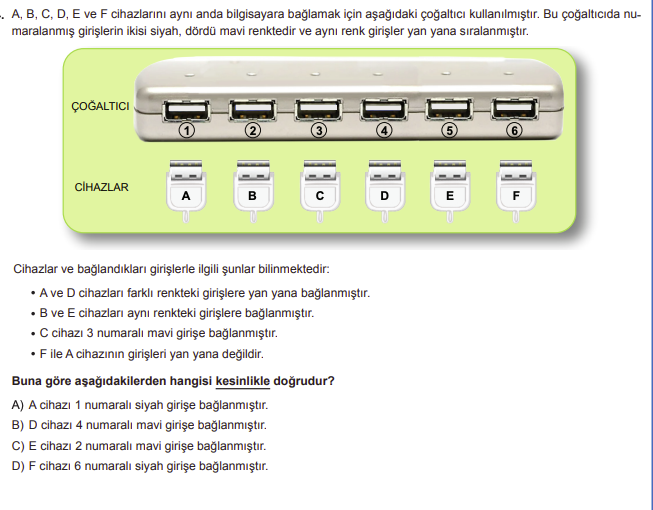 . A, B, C, D, E ve F cihazlarını aynı anda bilgisayara bağlamak için aşağıdaki çoğaltıcı kullanılmıştır. Bu çoğaltıcıda nu-
maralanmış girişlerin ikisi siyah, dördü mavi renktedir ve aynı renk girişler yan yana sıralanmıştır.
ÇOĞALTICI
1 2 3 4 5 6
CİHAZLAR
A B C D E F
Cihazlar ve bağlandıkları girişlerle ilgili şunlar bilinmektedir:
• A ve D cihazları farklı renkteki girişlere yan yana bağlanmıştır.
• B ve E cihazları aynı renkteki girişlere bağlanmıştır.
• C cihazı 3 numaralı mavi girişe bağlanmıştır.
• F ile A cihazının girişleri yan yana değildir.
Buna göre aşağıdakilerden hangisi kesinlikle doğrudur?
A) A cihazı 1 numaralı siyah girişe bağlanmıştır.
B) D cihazı 4 numaralı mavi girişe bağlanmıştır.
C) E cihazı 2 numaralı mavi girişe bağlanmıştır.
D) F cihazı 6 numaralı siyah girişe bağlanmıştır.